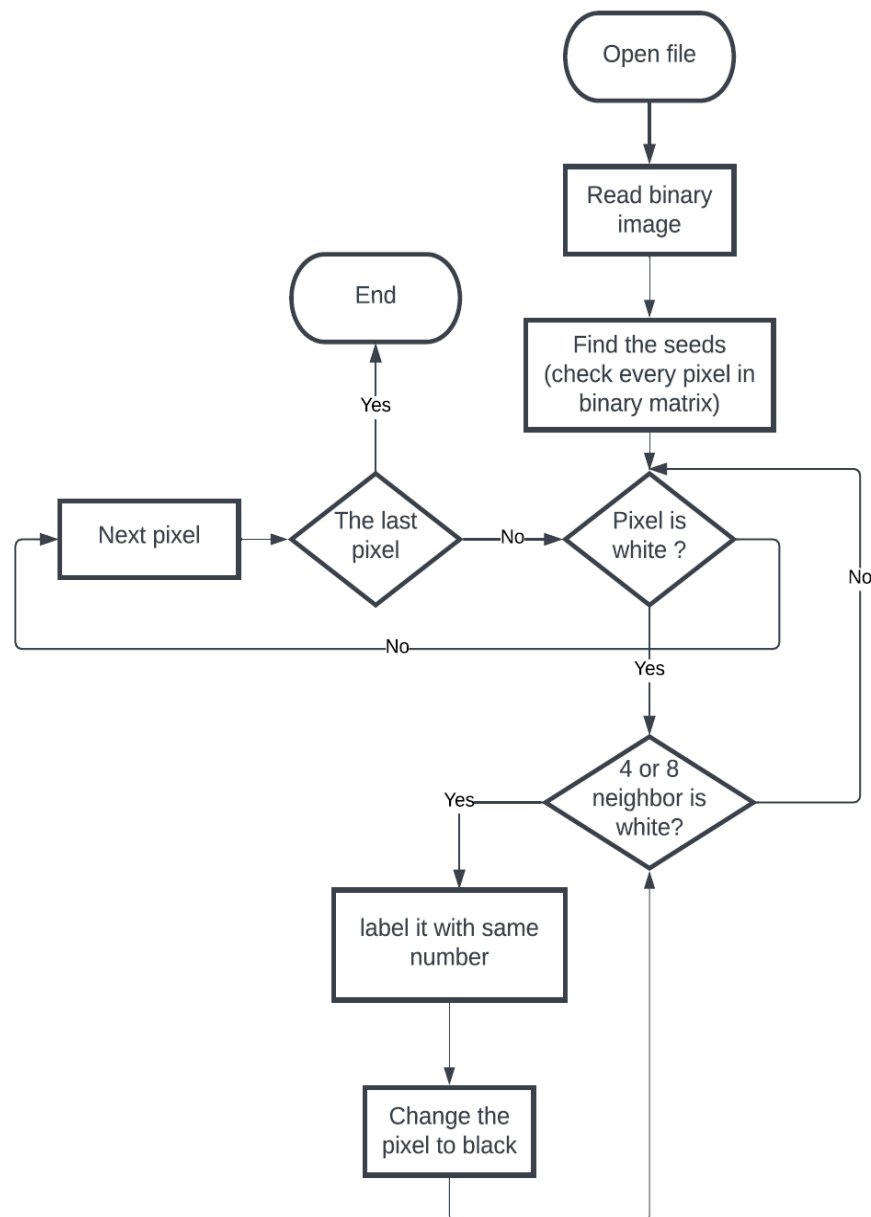 Open file
Read binary
image
Find the seeds
(check every pixel in
binary matrix)
End
Yes
Next pixel
The last
pixel
No
Pixel is
white ?
No
No
Yes
4 or 8
neighbor is
white?
Yes
label it with same
number
Change the
pixel to black